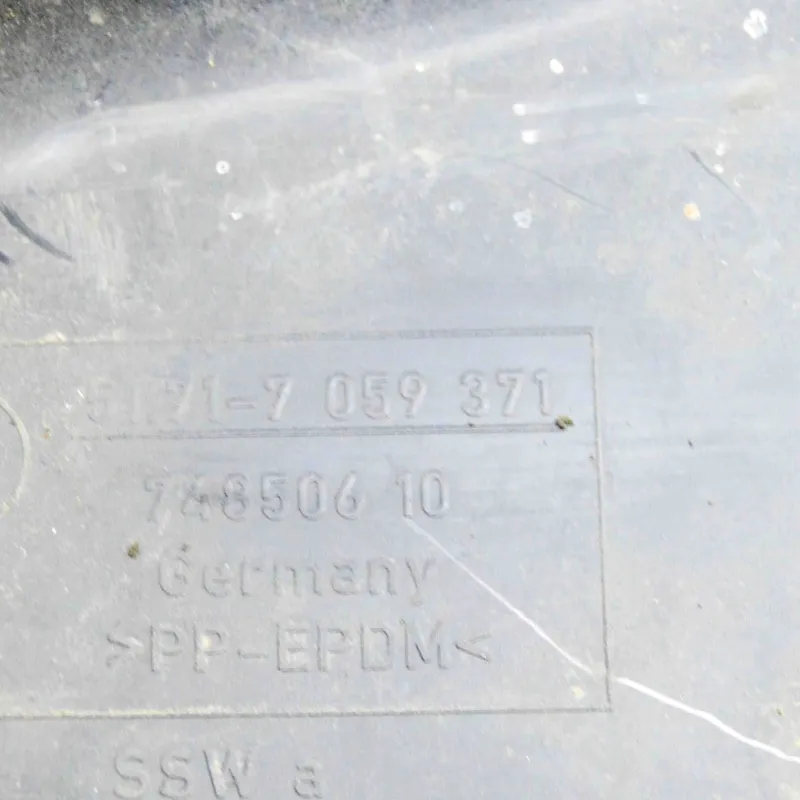 5171-7 059 371
748506 10
Germany
>PP-EPDM<
SSW a